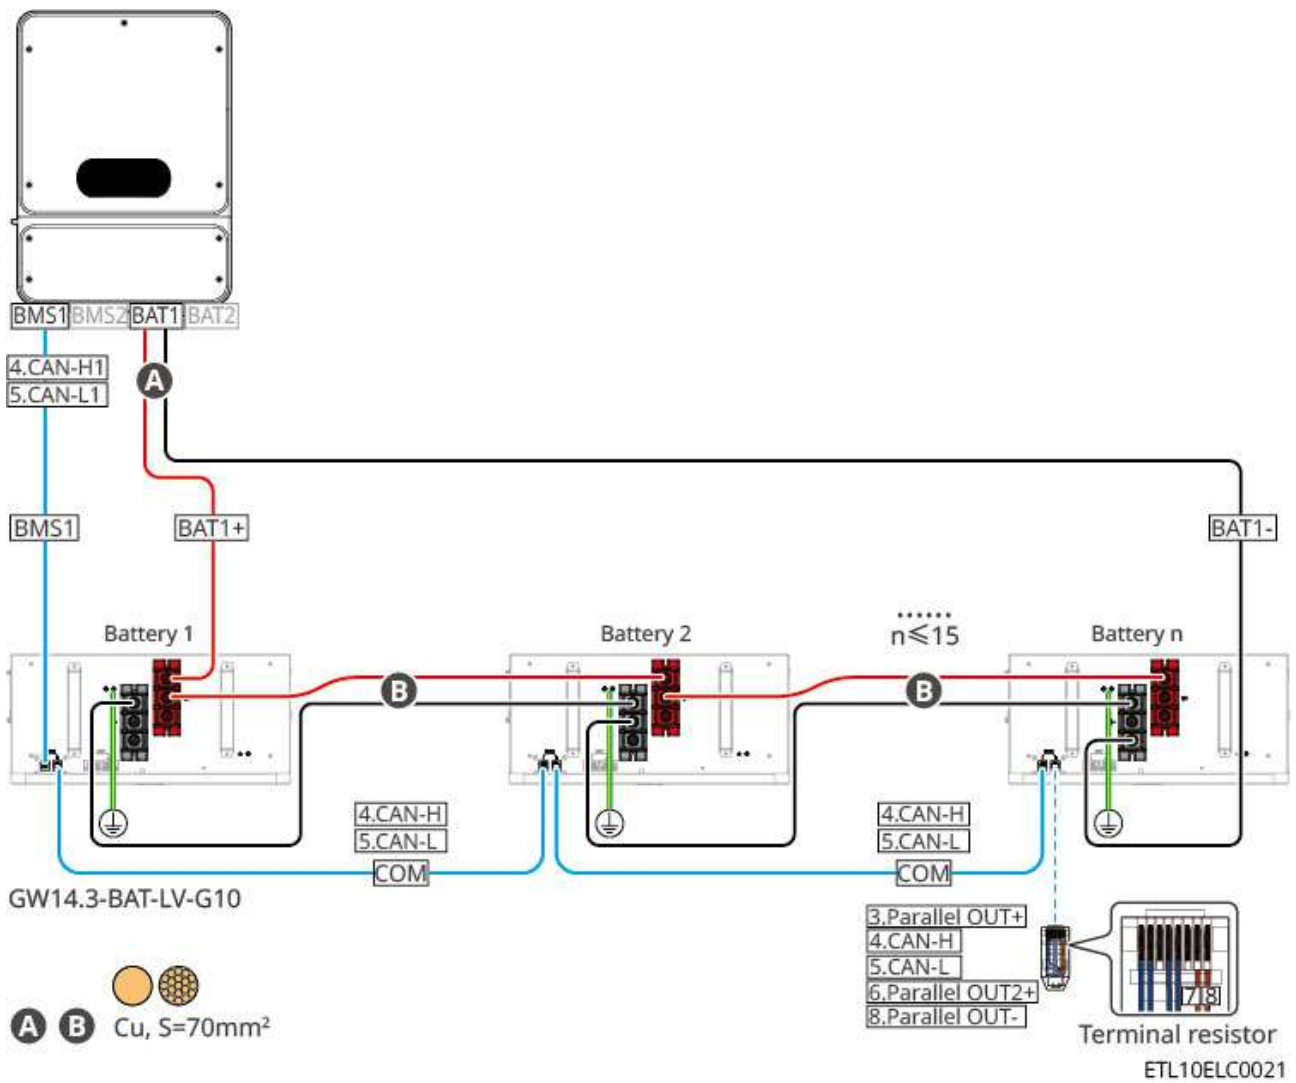 BMS1 BMS2 BAT1 BAT2
4.CAN-H1
5.CAN-L1
A
BMS1
BAT1+
BAT1-
Battery 1
Battery 2
......
n≤15
Battery n
B
B
4.CAN-H
5.CAN-L
COM
4.CAN-H
5.CAN-L
COM
GW14.3-BAT-LV-G10
3.Parallel OUT+
4.CAN-H
5.CAN-L
6.Parallel OUT2+
8.Parallel OUT-
7 8
A B Cu, S=70mm²
Terminal resistor
ETL10ELC0021